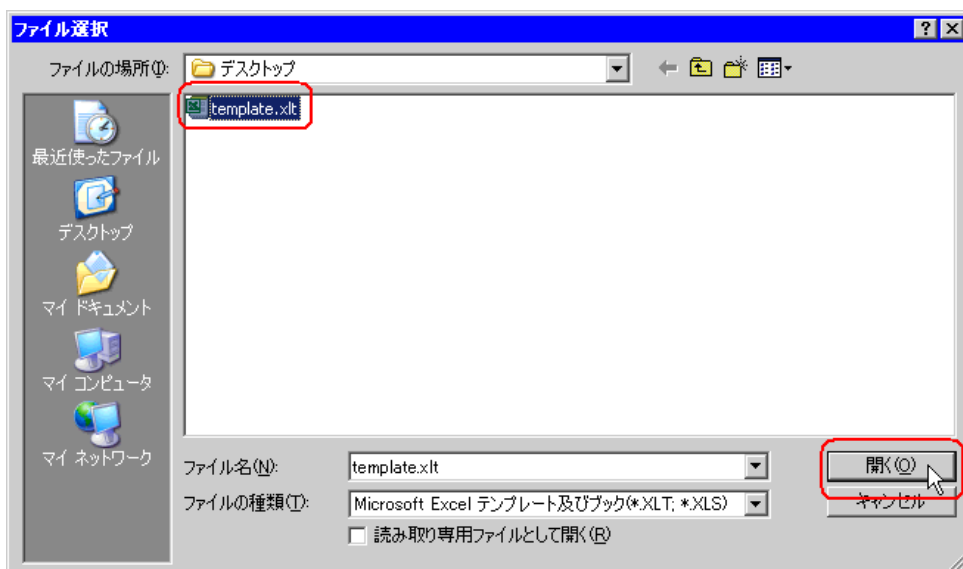 ファイル選択
ファイルの場所(I):
デスクトップ
template.xlt
最近使ったファイル
デスクトップ
マイ ドキュメント
マイ コンピュータ
マイ ネットワーク
ファイル名(N):
template.xlt
開く(O)
ファイルの種類(T):
Microsoft Excel テンプレート及びブック(*.XLT; *.XLS)
キャンセル
読み取り専用ファイルとして開く(R)